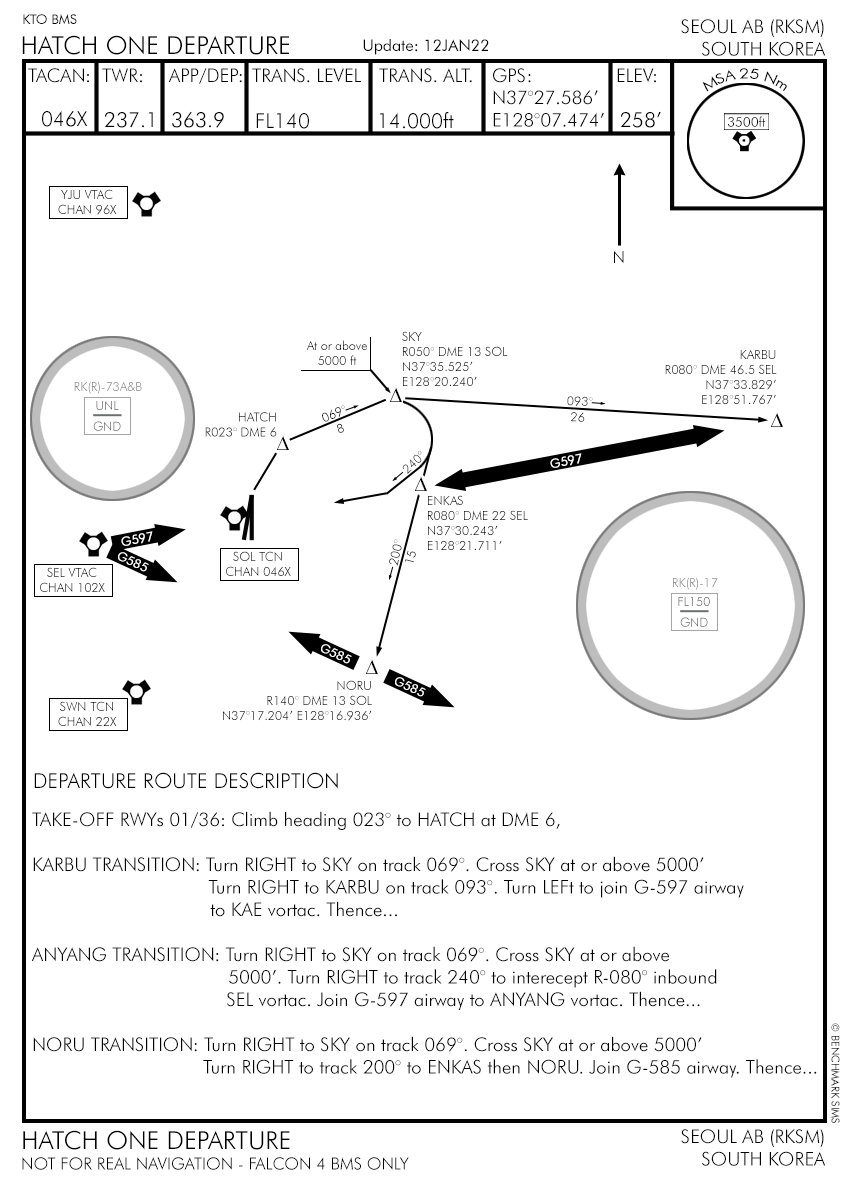 KTO BMS
HATCH ONE DEPARTURE
Update: 12JAN22
SEOUL AB (RKSM)
SOUTH KOREA
TACAN:
046X
TWR:
237.1
APP/DEP:
363.9
TRANS. LEVEL
FL140
TRANS. ALT.
14.000ft
GPS:
N37°27.586’
E128°07.474’
ELEV:
258’
MSA 25 Nm
3500ft
YJU VTAC
CHAN 96X
N
At or above
5000 ft
SKY
R050° DME 13 SOL
N37°35.525’
E128°20.240’
KARBU
R080° DME 46.5 SEL
N37°33.829’
E128°51.767’
RK(R)-73A&B
UNL
GND
HATCH
R023° DME 6
069°
8
093°
26
240°
G597
ENKAS
R080° DME 22 SEL
N37°30.243’
E128°21.711’
G597
G585
SEL VTAC
CHAN 102X
SOL TCN
CHAN 046X
200°
15
RK(R)-17
FL150
GND
G585
G585
NORU
R140° DME 13 SOL
N37°17.204’ E128°16.936’
SWN TCN
CHAN 22X
DEPARTURE ROUTE DESCRIPTION
TAKE-OFF RWYs 01/36: Climb heading 023° to HATCH at DME 6,
KARBU TRANSITION: Turn RIGHT to SKY on track 069°. Cross SKY at or above 5000’
Turn RIGHT to KARBU on track 093°. Turn LEFt to join G-597 airway
to KAE vortac. Thence...
ANYANG TRANSITION: Turn RIGHT to SKY on track 069°. Cross SKY at or above
5000’. Turn RIGHT to track 240° to interecept R-080° inbound
SEL vortac. Join G-597 airway to ANYANG vortac. Thence...
NORU TRANSITION: Turn RIGHT to SKY on track 069°. Cross SKY at or above 5000’
Turn RIGHT to track 200° to ENKAS then NORU. Join G-585 airway. Thence...
© BENCHMARK SIMS
HATCH ONE DEPARTURE
NOT FOR REAL NAVIGATION - FALCON 4 BMS ONLY
SEOUL AB (RKSM)
SOUTH KOREA